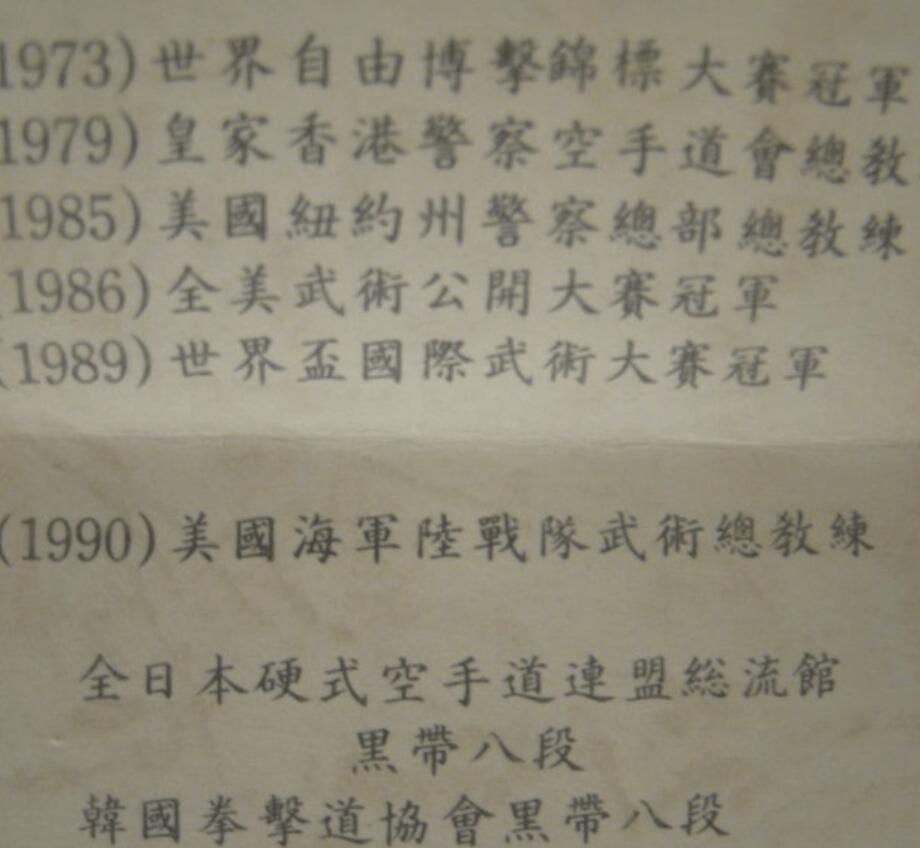 1973)世界自由博擊錦標大賽冠軍
1979)皇家香港警察空手道會總教
1985)美國紐約州警察總部總教練
(1986)全美武術公開大賽冠軍
(1989)世界盃國際武術大賽冠軍
(1990)美國海軍陸戰隊武術總教練
全日本硬式空手道連盟総流館
黑帶八段
韓國拳擊道協會黑帶八段